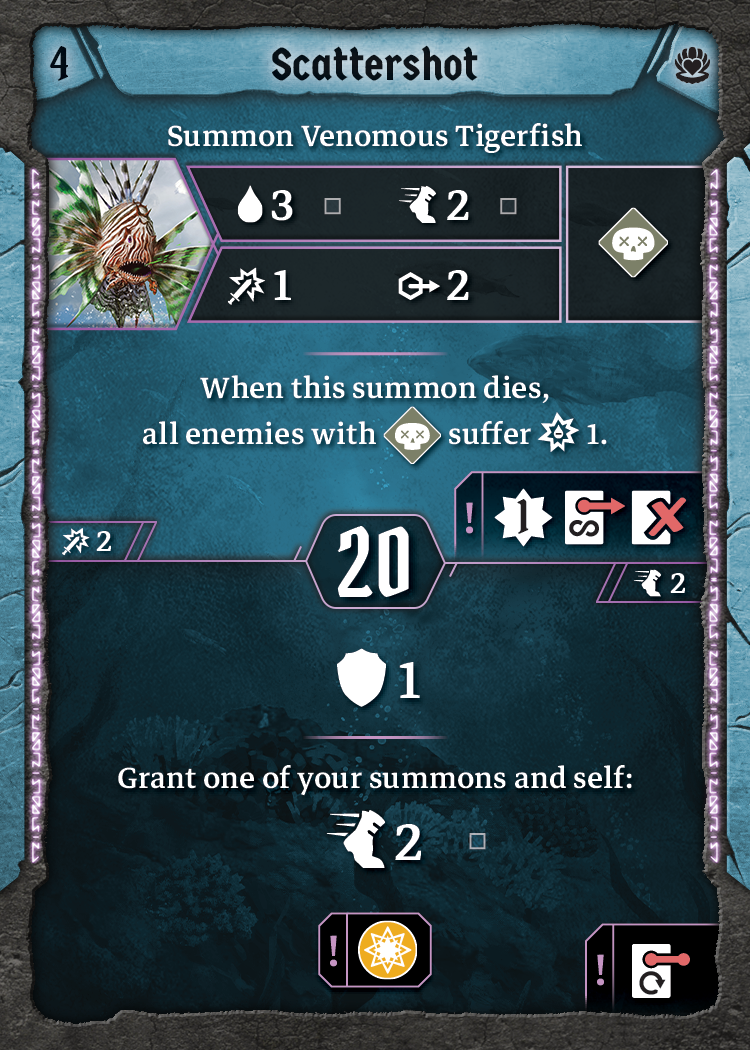 4
Scattershot
Summon Venomous Tigerfish
3 2
1 2
When this summon dies,
all enemies with suffer 1.
! 1
2
20
2
1
Grant one of your summons and self:
2
!
!